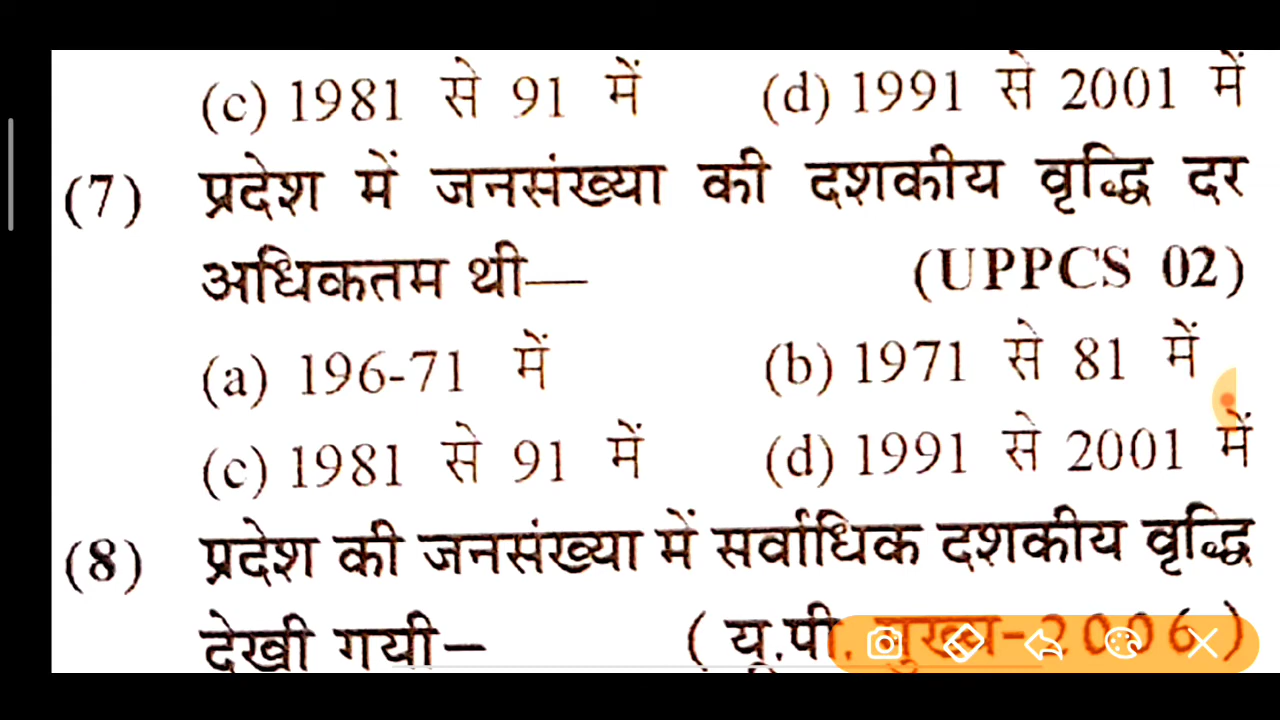 (c) 1981 से 91 में (d) 1991 से 2001 में
(7) प्रदेश में जनसंख्या की दशकीय वृद्धि दर
अधिकतम थी— (UPPCS 02)
(a) 196-71 में (b) 1971 से 81 में
(c) 1981 से 91 में (d) 1991 से 2001 में
(8) प्रदेश की जनसंख्या में सर्वाधिक दशकीय वृद्धि
देखी गयी– ( यू.पी. मुख्य-2006)